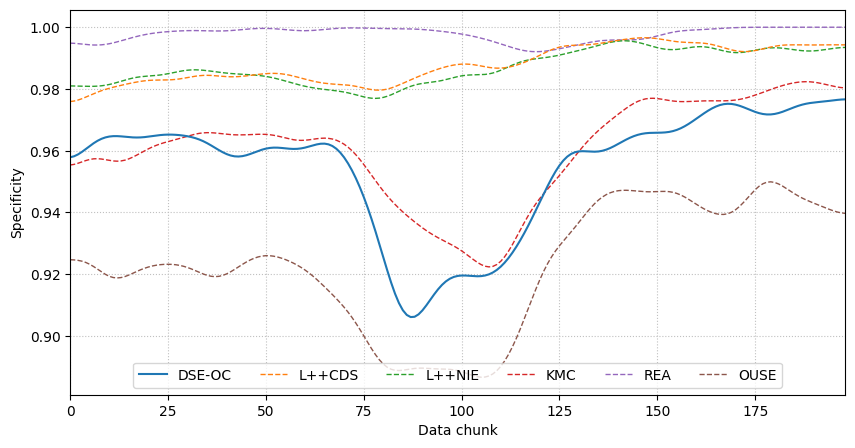 1.00
0.98
0.96
0.94
0.92
0.90
Specificity
0 25 50 75 100 125 150 175
Data chunk
DSE-OC L++CDS L++NIE KMC REA OUSE